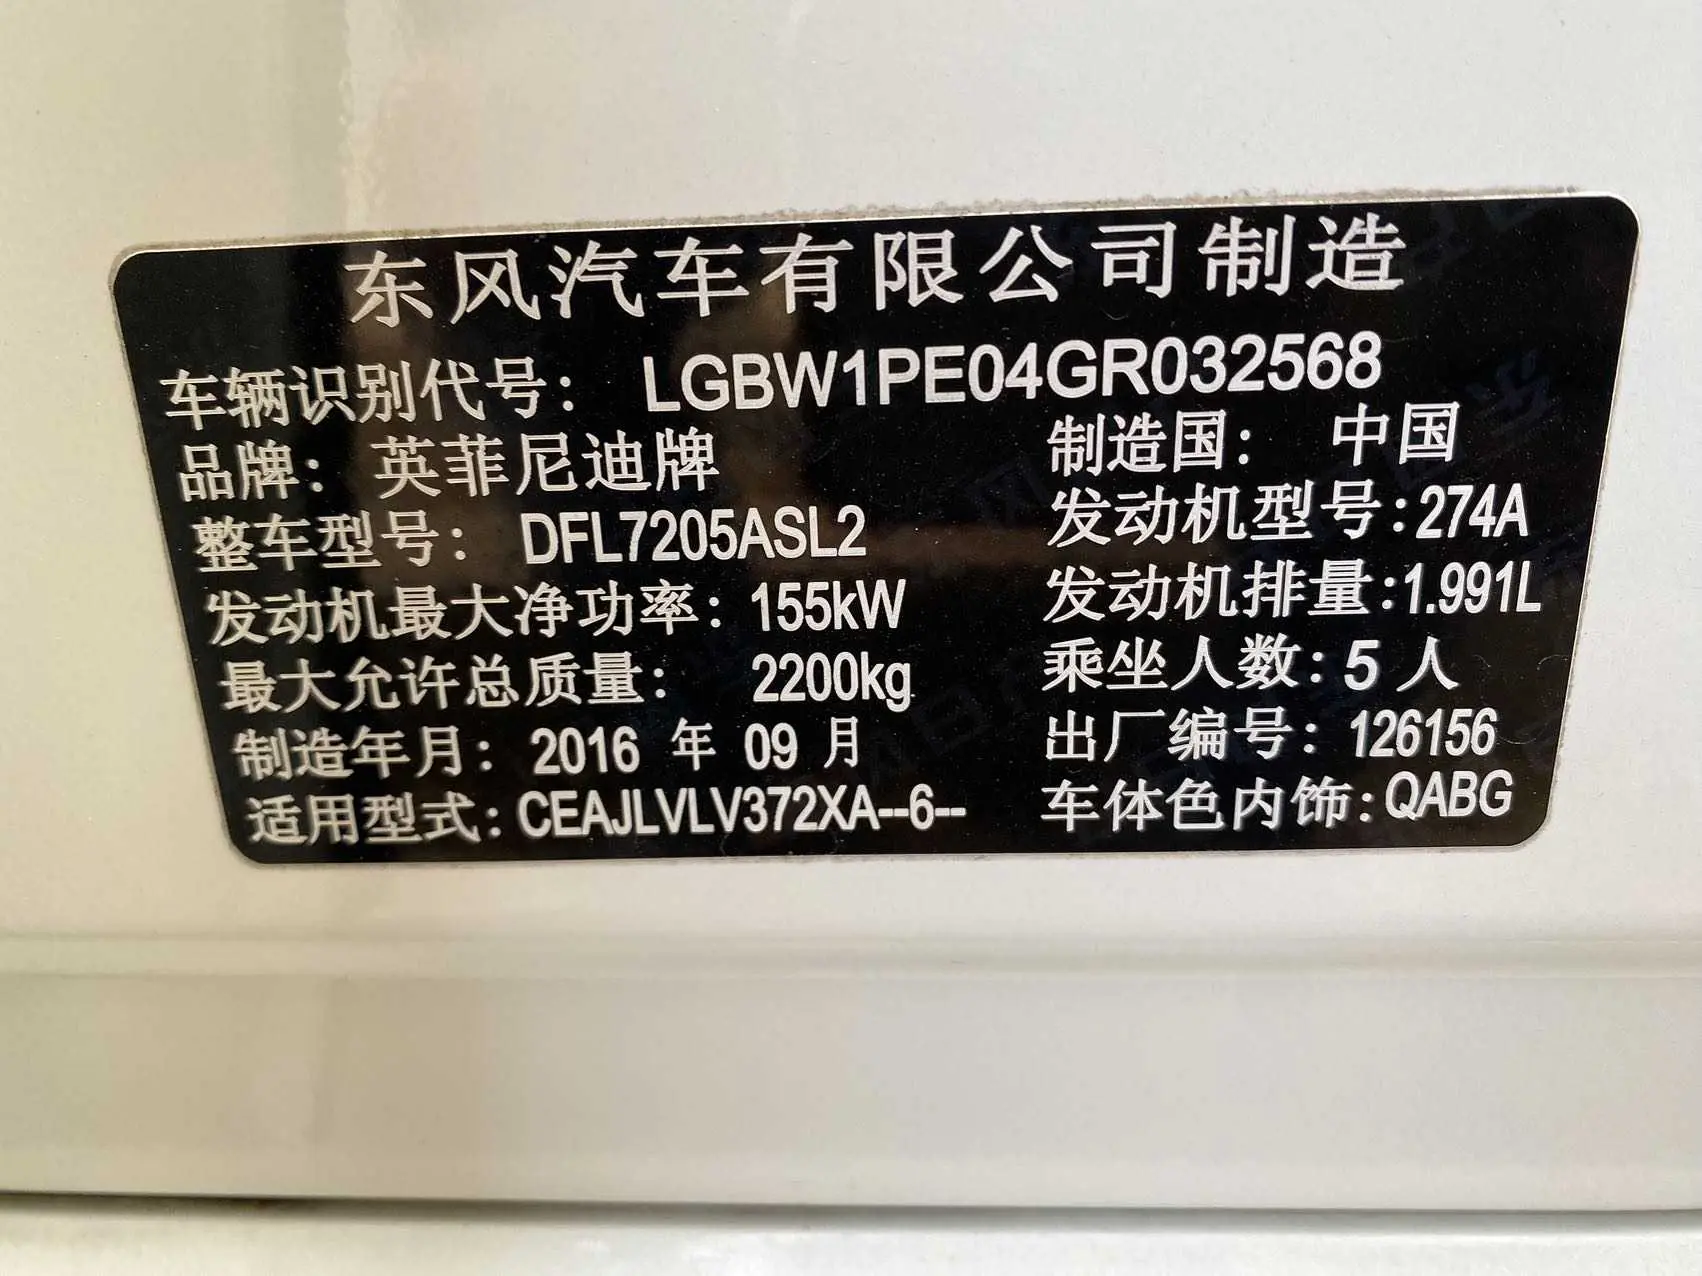 东风汽车有限公司制造
车辆识别代号: LGBW1PE04GR032568
品牌: 英菲尼迪牌 制造国: 中国
整车型号: DFL7205ASL2 发动机型号:274A
发动机最大净功率: 155kW 发动机排量:1.991L
最大允许总质量: 2200kg 乘坐人数:5人
制造年月: 2016 年 09 月 出厂编号: 126156
适用型式:CEAJLVLV372XA--6-- 车体色内饰:QABG